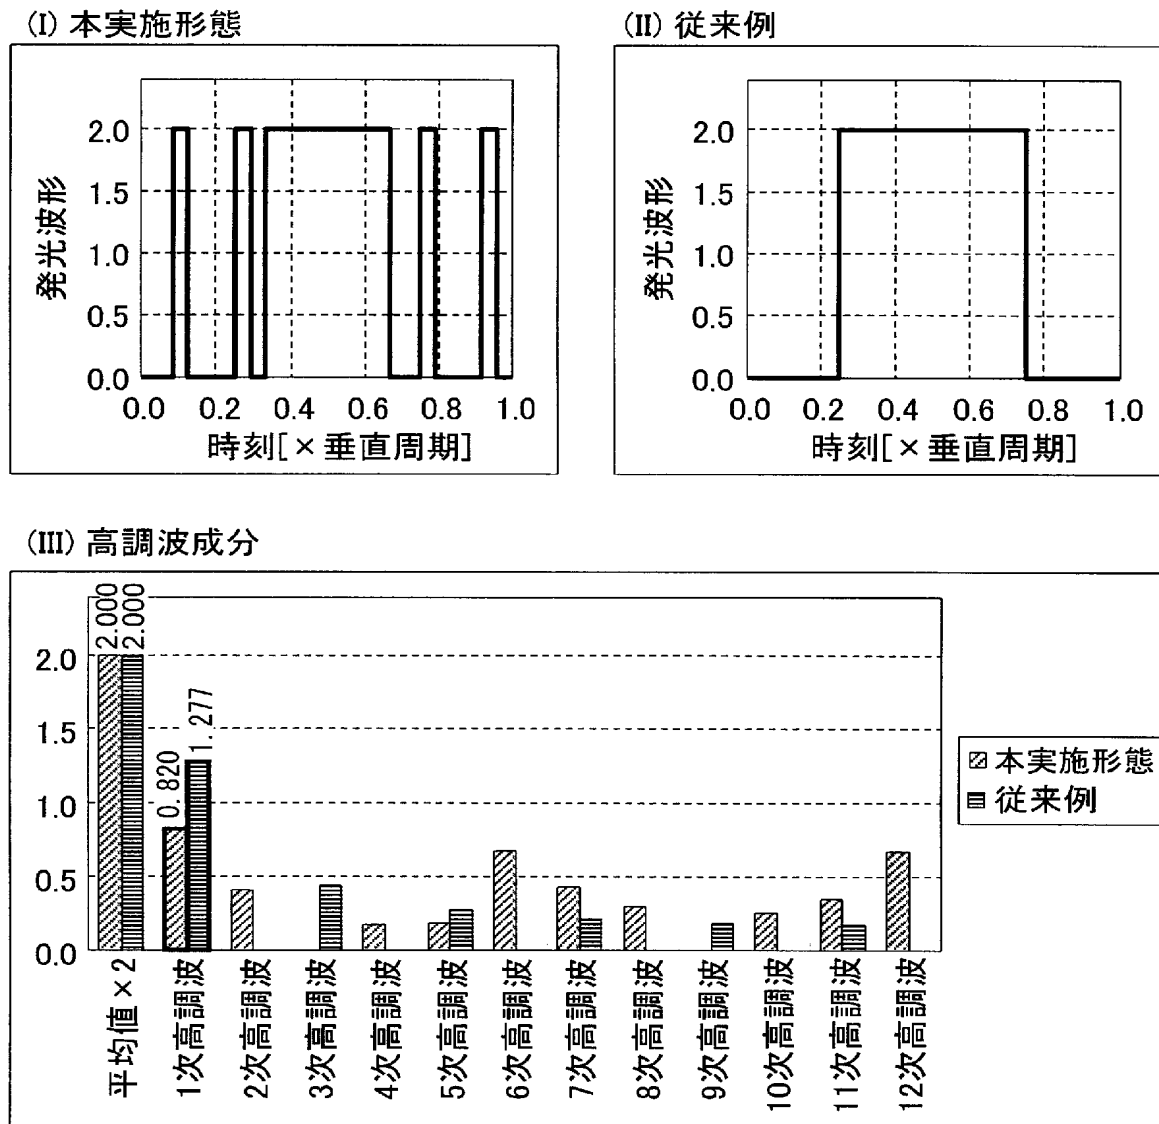 (I) 本実施形態
2.0
1.5
1.0
0.5
0.0
発光波形
0.0 0.2 0.4 0.6 0.8 1.0
時刻[×垂直周期]
(II) 従来例
2.0
1.5
1.0
0.5
0.0
発光波形
0.0 0.2 0.4 0.6 0.8 1.0
時刻[×垂直周期]
(III) 高調波成分
2.0
1.5
1.0
0.5
0.0
2.000
2.000
0.820
1.277
平均値×2
1次高調波
2次高調波
3次高調波
4次高調波
5次高調波
6次高調波
7次高調波
8次高調波
9次高調波
10次高調波
11次高調波
12次高調波
本実施形態
従来例